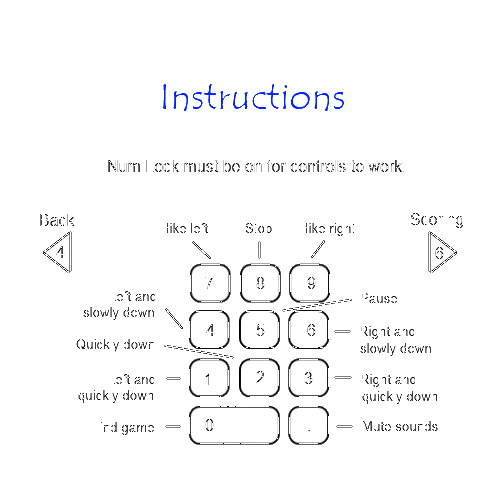 Instructions
Num Lock must be on for controls to work.
Back
Scoring
4
6
like left
Stop
like right
7
8
9
Left and
slowly down
Pause
4
5
6
Right and
slowly down
Quickly down
Left and
quickly down
1
2
3
Right and
quickly down
End game
0
.
Mute sounds